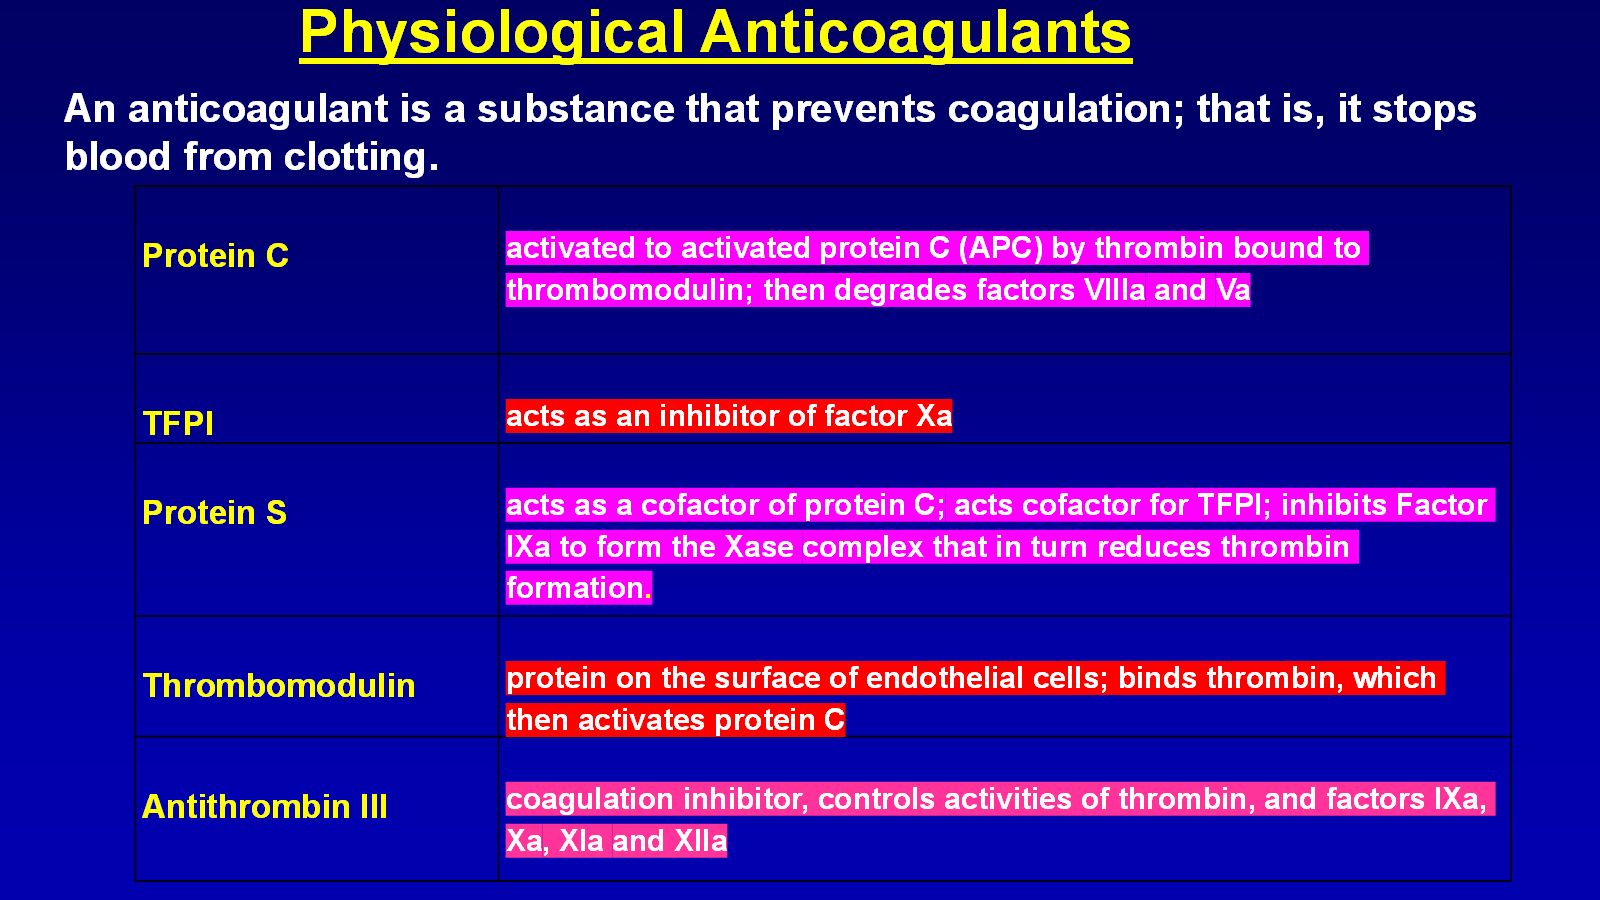 Physiological Anticoagulants
An anticoagulant is a substance that prevents coagulation; that is, it stops
blood from clotting.
Protein C
activated to activated protein C (APC) by thrombin bound to
thrombomodulin; then degrades factors VIIIa and Va
TFPI
acts as an inhibitor of factor Xa
Protein S
acts as a cofactor of protein C; acts cofactor for TFPI; inhibits Factor
IXa to form the Xase complex that in turn reduces thrombin
formation.
Thrombomodulin
protein on the surface of endothelial cells; binds thrombin, which
then activates protein C
Antithrombin III
coagulation inhibitor, controls activities of thrombin, and factors IXa,
Xa, XIa and XIIa